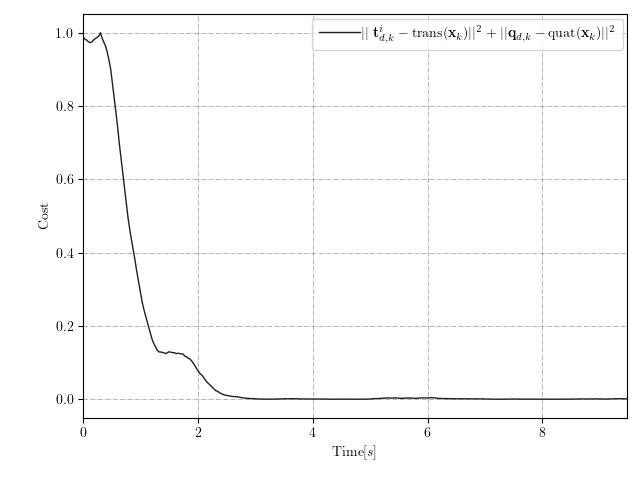 || t^i_{d,k} − trans(x_k)||² + ||q_{d,k} − quat(x_k)||²
1.0
0.8
0.6
0.4
0.2
0.0
Cost
0 2 4 6 8
Time[s]